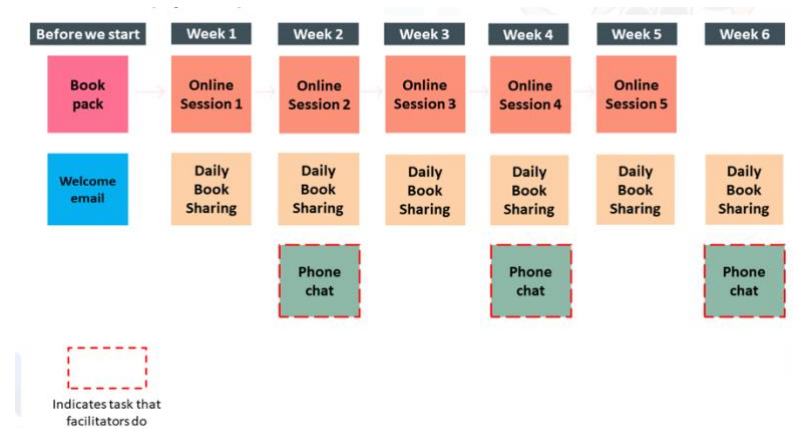 Before we start
Week 1
Week 2
Week 3
Week 4
Week 5
Week 6
Book
pack
Online
Session 1
Online
Session 2
Online
Session 3
Online
Session 4
Online
Session 5
Welcome
email
Daily
Book
Sharing
Daily
Book
Sharing
Daily
Book
Sharing
Daily
Book
Sharing
Daily
Book
Sharing
Daily
Book
Sharing
Phone
chat
Phone
chat
Phone
chat
Indicates task that
facilitators do